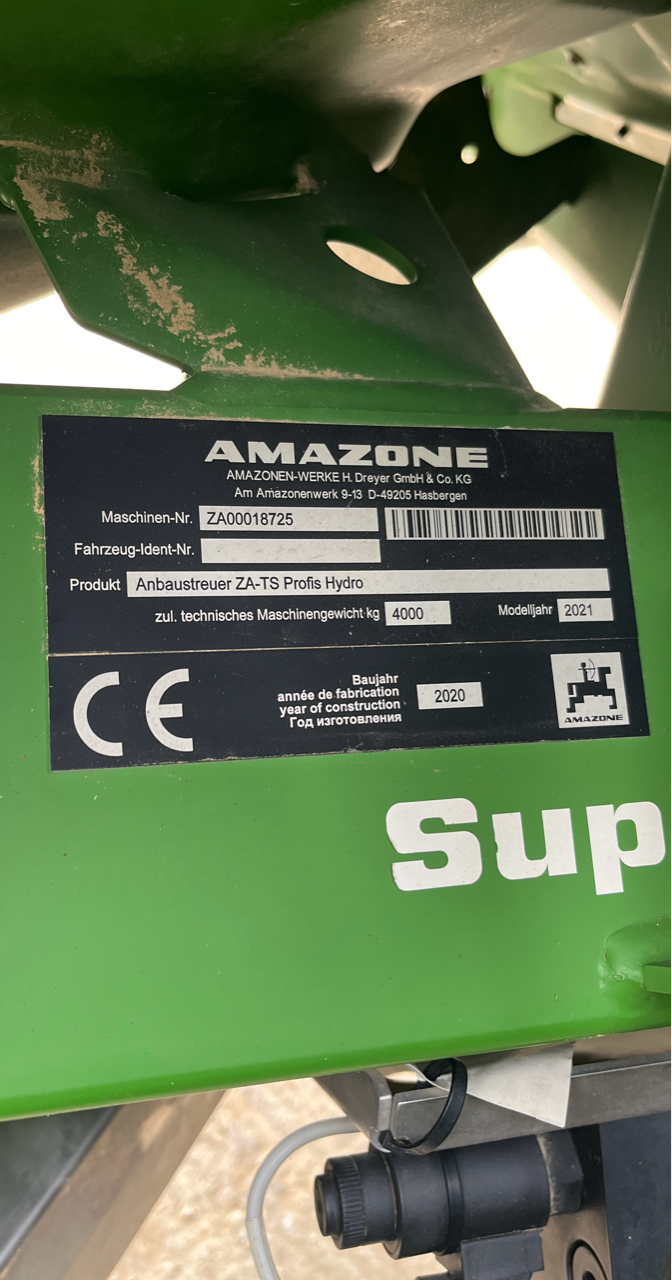 AMAZONE
AMAZONEN-WERKE H. Dreyer GmbH & Co. KG
Am Amazonenwerk 9-13 D-49205 Hasbergen
Maschinen-Nr. ZA00018725
Fahrzeug-Ident-Nr.
Produkt Anbaustreuer ZA-TS Profis Hydro
zul. technisches Maschinengewicht kg 4000 Modelljahr 2021
CE
Baujahr
année de fabrication
year of construction
Год изготовления
2020
AMAZONE
Sup